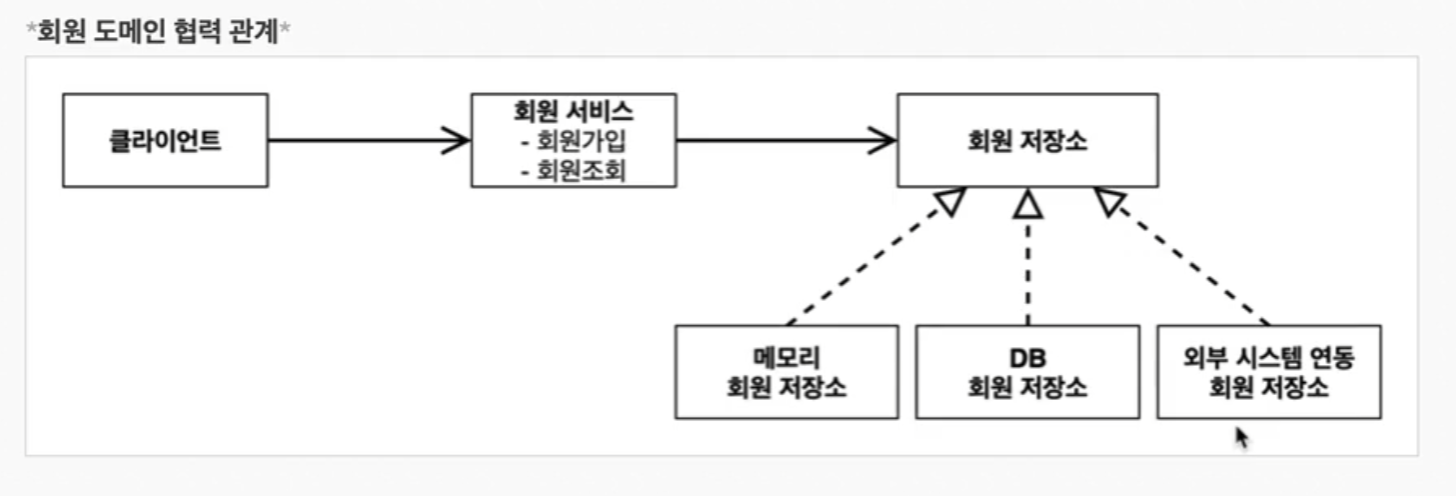 *회원 도메인 협력 관계*
클라이언트
회원 서비스
- 회원가입
- 회원조회
회원 저장소
메모리
회원 저장소
DB
회원 저장소
외부 시스템 연동
회원 저장소